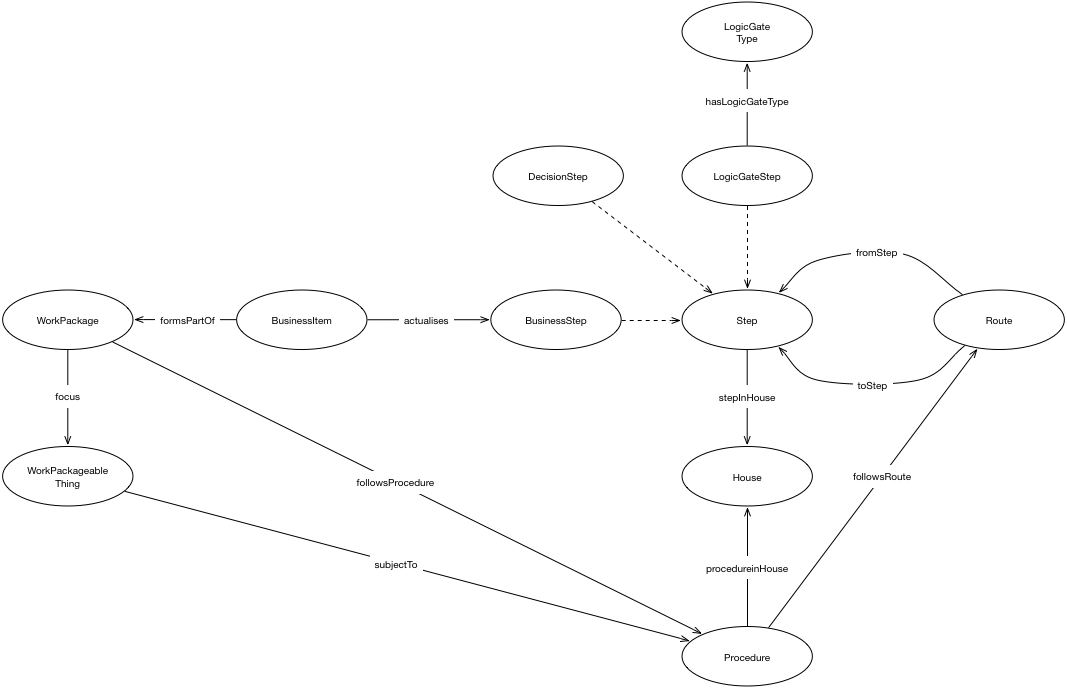 LogicGate
Type
hasLogicGateType
DecisionStep
LogicGateStep
fromStep
WorkPackage
formsPartOf
BusinessItem
actualises
BusinessStep
Step
Route
toStep
focus
stepInHouse
WorkPackageable
Thing
followsProcedure
House
followsRoute
subjectTo
procedureinHouse
Procedure